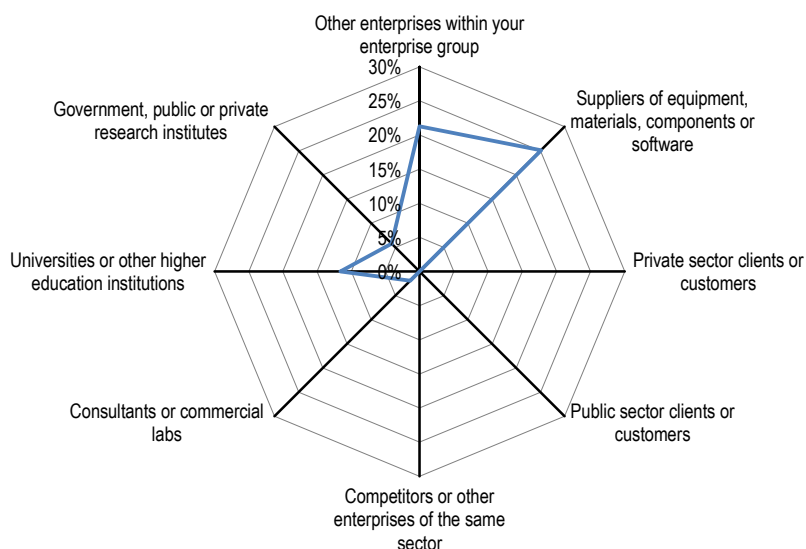 Other enterprises within your
enterprise group
30%
25%
20%
15%
10%
5%
0%
Suppliers of equipment,
materials, components or
software
Private sector clients or
customers
Public sector clients or
customers
Competitors or other
enterprises of the same
sector
Consultants or commercial
labs
Universities or other higher
education institutions
Government, public or private
research institutes